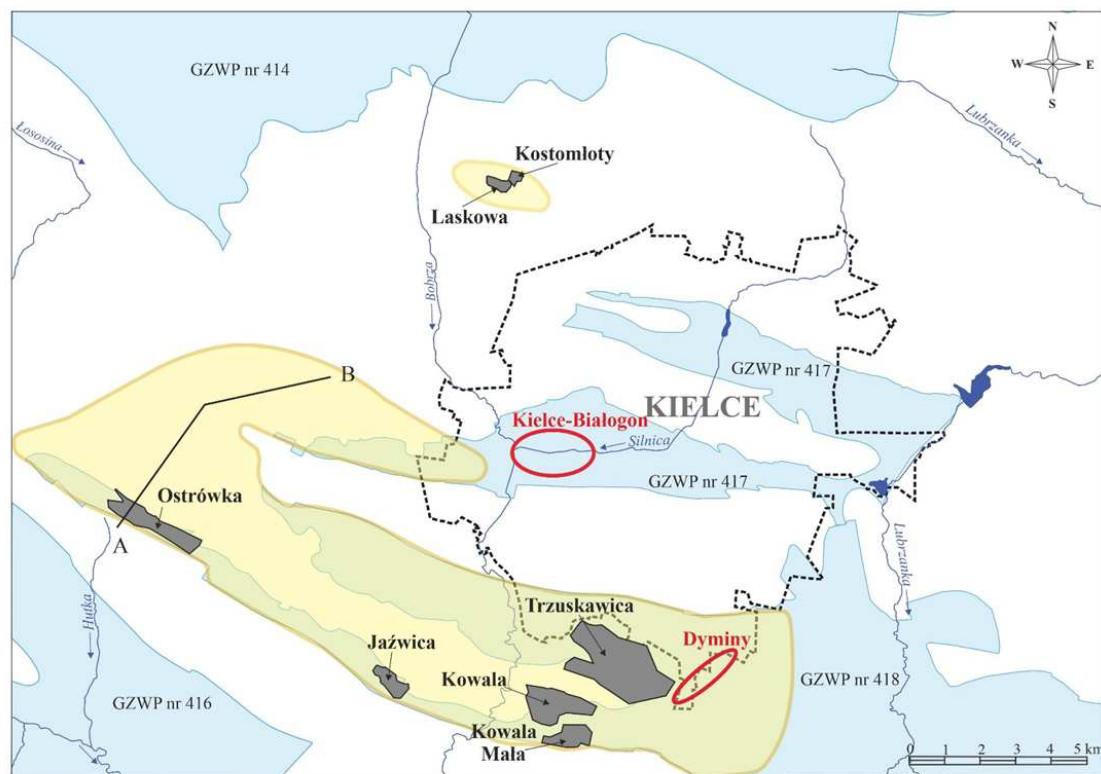 GZWP nr 414
N
W
E
S
Łososina
Lubrzanka
Kostomłoty
Laskowa
Bobrza
GZWP nr 417
B
KIELCE
Kielce-Białogon
Silnica
GZWP nr 417
Ostrówka
A
Lubrzanka
Hutka
Trzuskawica
Dyminy
Jaźwica
Kowala
GZWP nr 418
GZWP nr 416
Kowala
Mała
0 1 2 3 4 5 km